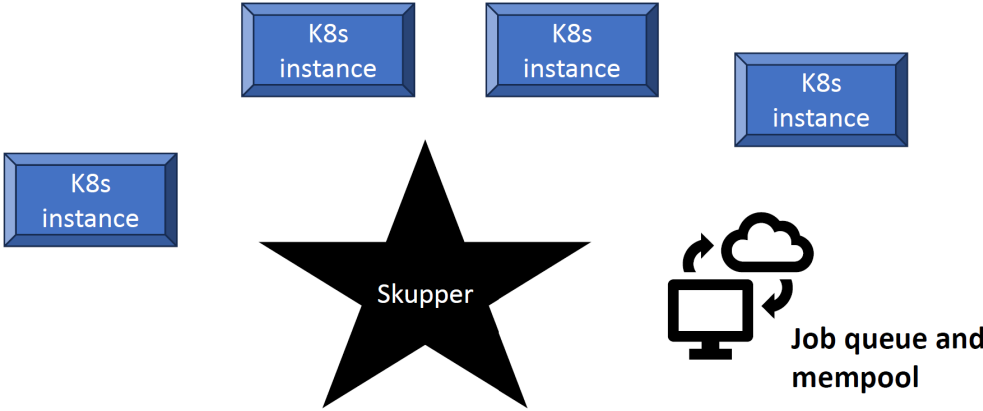 K8s
instance
K8s
instance
K8s
instance
K8s
instance
Skupper
Job queue and
mempool